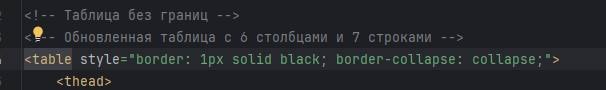 <!-- Таблица без границ -->
<!-- Обновленная таблица с 6 столбцами и 7 строками -->
<table style="border: 1px solid black; border-collapse: collapse;">
<thead>